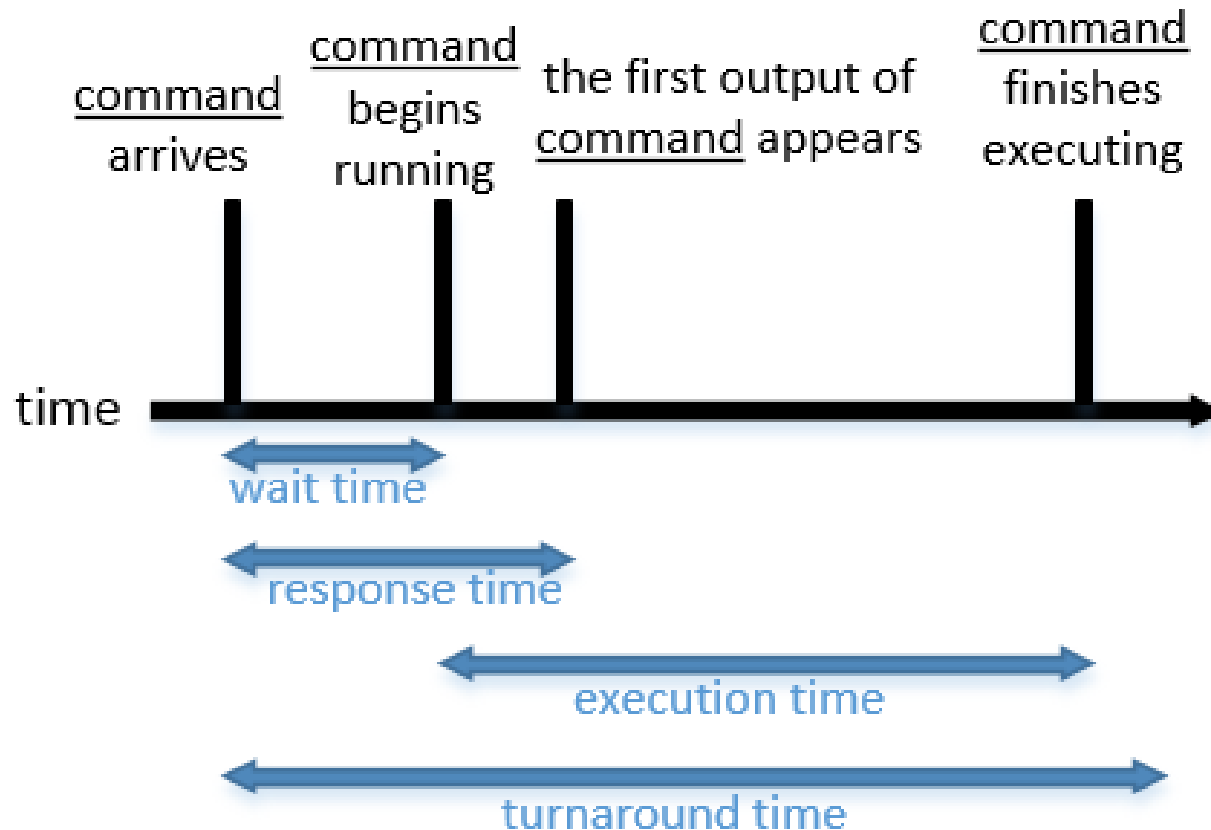 command
arrives
command
begins
running
the first output of
command appears
command
finishes
executing
time
wait time
response time
execution time
turnaround time